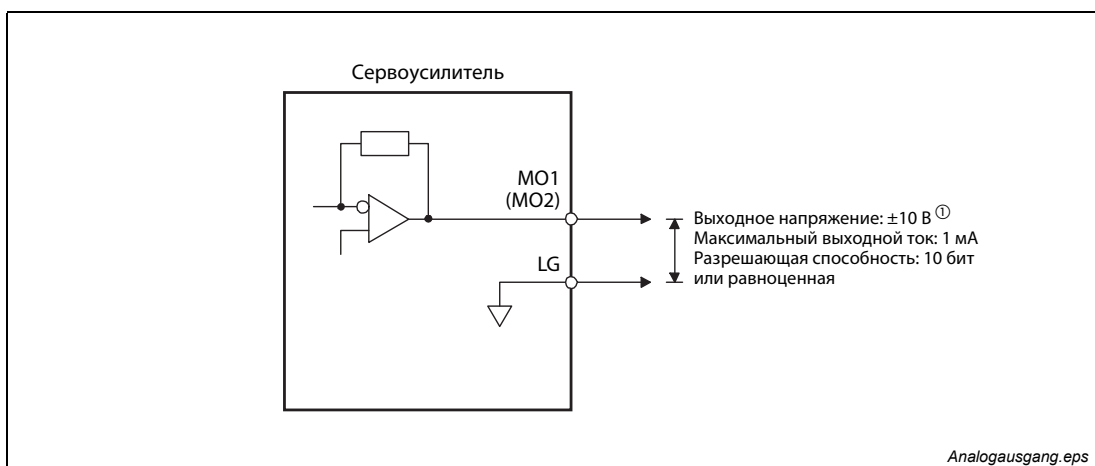 Сервоусилитель
MO1
(MO2)
LG
Выходное напряжение: ±10 В ①
Максимальный выходной ток: 1 мА
Разрешающая способность: 10 бит
или равноценная
Analogausgang.eps